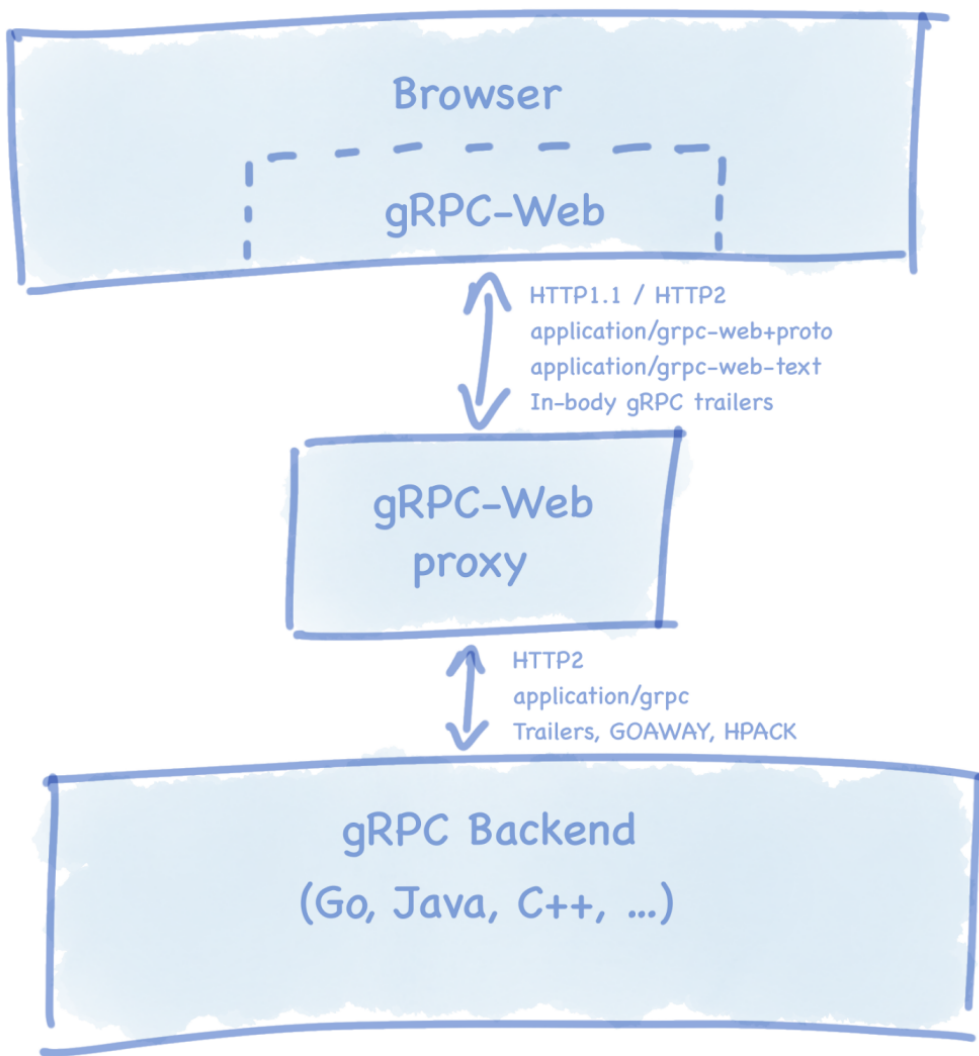 Browser
gRPC-Web
HTTP1.1 / HTTP2
application/grpc-web+proto
application/grpc-web-text
In-body gRPC trailers
gRPC-Web
proxy
HTTP2
application/grpc
Trailers, GOAWAY, HPACK
gRPC Backend
(Go, Java, C++, ...)